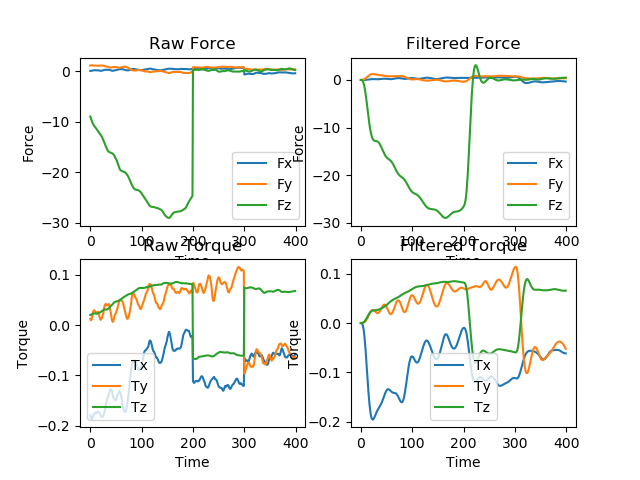 Raw Force
Filtered Force
Force
0
−10
−20
−30
Fx
Fy
Fz
0 100 200 300 400
Time
Force
0
−10
−20
−30
Fx
Fy
Fz
0 100 200 300 400
Time
Raw Torque
Filtered Torque
Torque
0.1
0.0
−0.1
−0.2
Tx
Ty
Tz
0 100 200 300 400
Time
Torque
0.1
0.0
−0.1
−0.2
Tx
Ty
Tz
0 100 200 300 400
Time